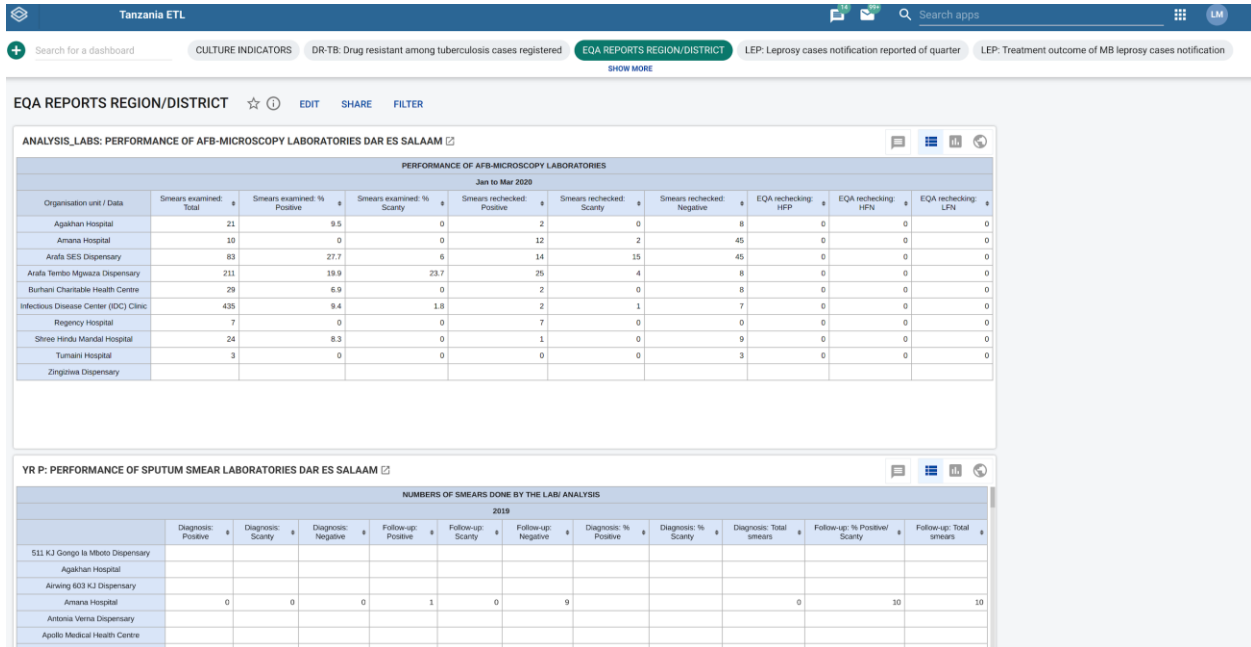 Tanzania ETL 14 99+ Search apps LM
Search for a dashboard CULTURE INDICATORS DR-TB: Drug resistant among tuberculosis cases registered EQA REPORTS REGION/DISTRICT LEP: Leprosy cases notification reported of quarter LEP: Treatment outcome of MB leprosy cases notification
SHOW MORE
EQA REPORTS REGION/DISTRICT EDIT SHARE FILTER
ANALYSIS_LABS: PERFORMANCE OF AFB-MICROSCOPY LABORATORIES DAR ES SALAAM
PERFORMANCE OF AFB-MICROSCOPY LABORATORIES
Jan to Mar 2020
Organisation unit / Data Smears examined: Total Smears examined: % Positive Smears examined: % Scanty Smears rechecked: Positive Smears rechecked: Scanty Smears rechecked: Negative EQA rechecking: HFP EQA rechecking: HFN EQA rechecking: LFN
Agakhan Hospital 21 9.5 0 2 0 8 0 0 0
Amana Hospital 10 0 0 12 2 45 0 0 0
Arafa SES Dispensary 83 27.7 6 14 15 45 0 0 0
Arafa Tembo Mgwaza Dispensary 211 19.9 23.7 25 4 8 0 0 0
Burhani Charitable Health Centre 29 6.9 0 2 0 8 0 0 0
Infectious Disease Center (IDC) Clinic 435 9.4 1.8 2 1 7 0 0 0
Regency Hospital 7 0 0 7 0 0 0 0 0
Shree Hindu Mandal Hospital 24 8.3 0 1 0 9 0 0 0
Tumaini Hospital 3 0 0 0 0 3 0 0 0
Zingiziwa Dispensary
YR P: PERFORMANCE OF SPUTUM SMEAR LABORATORIES DAR ES SALAAM
NUMBERS OF SMEARS DONE BY THE LAB/ ANALYSIS
2019
Diagnosis: Positive Diagnosis: Scanty Diagnosis: Negative Follow-up: Positive Follow-up: Scanty Follow-up: Negative Diagnosis: % Positive Diagnosis: % Scanty Diagnosis: Total smears Follow-up: % Positive/ Scanty Follow-up: Total smears
511 KJ Gongo la Mboto Dispensary
Agakhan Hospital
Airwing 603 KJ Dispensary
Amana Hospital 0 0 0 1 0 9 0 10 10
Antonia Verna Dispensary
Apollo Medical Health Centre